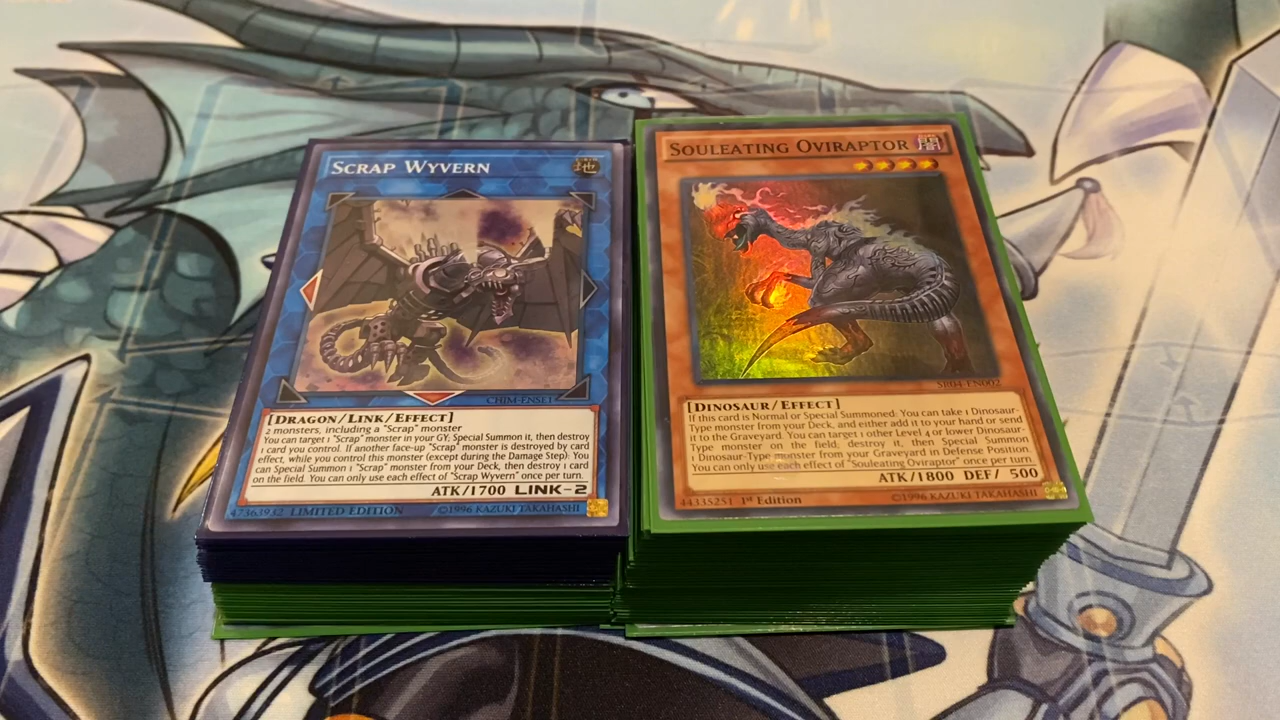 SCRAP WYVERN
CHIM-ENSE1
[DRAGON/LINK/EFFECT]
2 monsters, including a "Scrap" monster
You can target 1 "Scrap" monster in your GY; Special Summon it, then destroy
1 card you control. If another face-up "Scrap" monster is destroyed by card
effect, while you control this monster (except during the Damage Step): You
can Special Summon 1 "Scrap" monster from your Deck, then destroy 1 card
on the field. You can only use each effect of "Scrap Wyvern" once per turn.
ATK/1700 LINK-2
47363932 LIMITED EDITION ©1996 KAZUKI TAKAHASHI
SOULEATING OVIRAPTOR
SR04-EN002
[DINOSAUR/EFFECT]
If this card is Normal or Special Summoned: You can take 1 Dinosaur-
Type monster from your Deck, and either add it to your hand or send
it to the Graveyard. You can target 1 other Level 4 or lower Dinosaur-
Type monster on the field; destroy it, then Special Summon
1 Dinosaur-Type monster from your Graveyard in Defense Position.
You can only use each effect of "Souleating Oviraptor" once per turn.
ATK/1800 DEF/ 500
44335251 1st Edition ©1996 KAZUKI TAKAHASHI